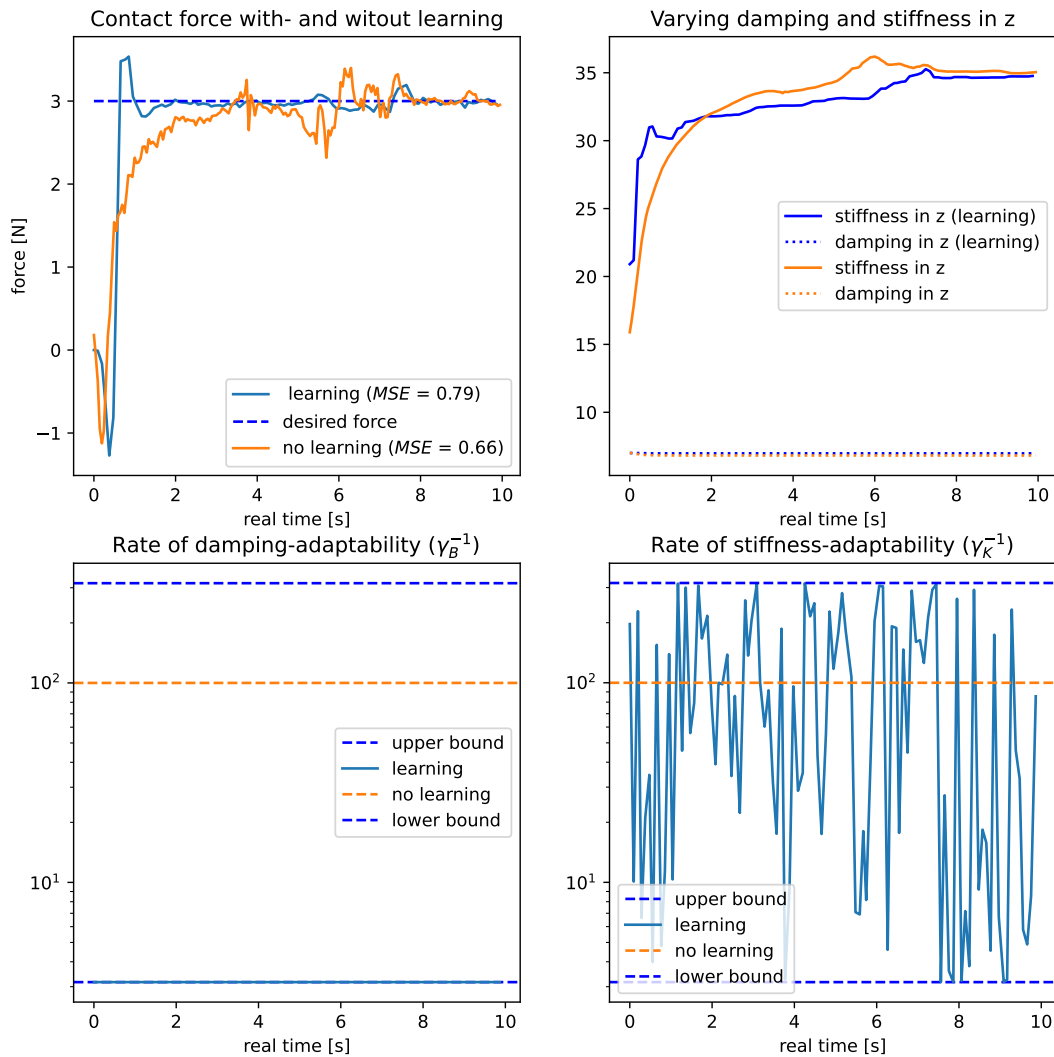 Contact force with- and witout learning
3
2
1
0
−1
force [N]
learning (MSE = 0.79)
desired force
no learning (MSE = 0.66)
0 2 4 6 8 10
real time [s]
Varying damping and stiffness in z
35
30
25
20
15
10
stiffness in z (learning)
damping in z (learning)
stiffness in z
damping in z
0 2 4 6 8 10
real time [s]
Rate of damping-adaptability (γ_B^−1)
10^2
10^1
upper bound
learning
no learning
lower bound
0 2 4 6 8 10
real time [s]
Rate of stiffness-adaptability (γ_K^−1)
10^2
10^1
upper bound
learning
no learning
lower bound
0 2 4 6 8 10
real time [s]